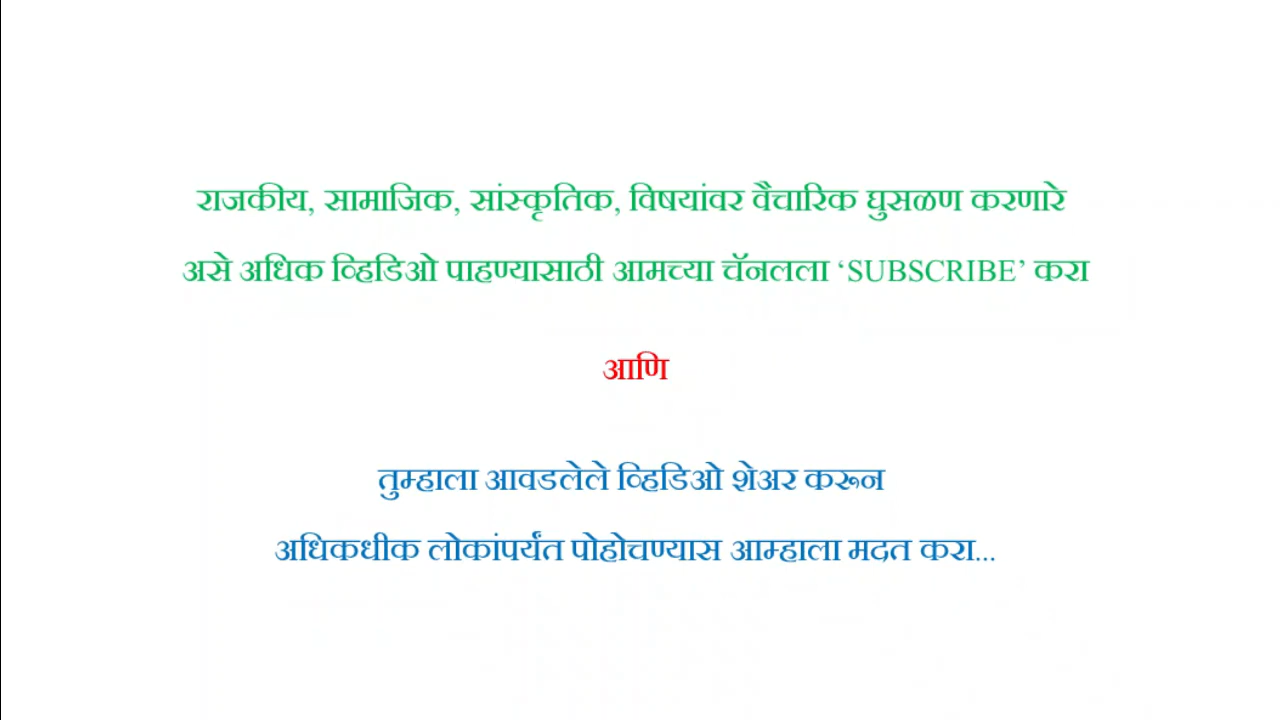 राजकीय, सामाजिक, सांस्कृतिक, विषयांवर वैचारिक घुसळण करणारे
असे अधिक व्हिडिओ पाहण्यासाठी आमच्या चॅनलला ‘SUBSCRIBE’ करा
आणि
तुम्हाला आवडलेले व्हिडिओ शेअर करून
अधिकधीक लोकांपर्यंत पोहोचण्यास आम्हाला मदत करा...